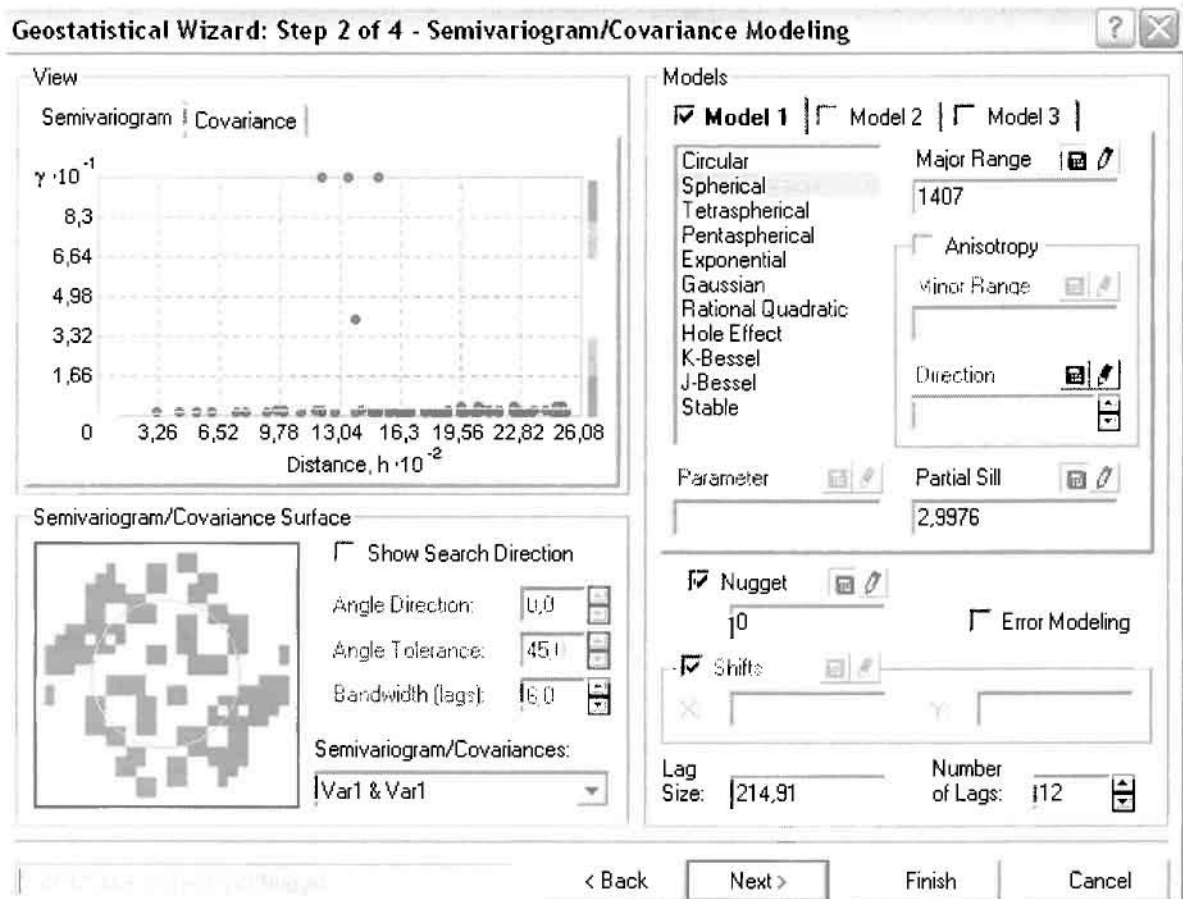 Geostatistical Wizard: Step 2 of 4 - Semivariogram/Covariance Modeling
View
Semivariogram Covariance
γ ·10⁻¹
8,3
6,64
4,98
3,32
1,66
0 3,26 6,52 9,78 13,04 16,3 19,56 22,82 26,08
Distance, h ·10⁻²
Semivariogram/Covariance Surface
Show Search Direction
Angle Direction: 0,0
Angle Tolerance: 45,0
Bandwidth (lags): 6,0
Semivariogram/Covariances:
Var1 & Var1
Models
Model 1 Model 2 Model 3
Circular
Spherical
Tetraspherical
Pentaspherical
Exponential
Gaussian
Rational Quadratic
Hole Effect
K-Bessel
J-Bessel
Stable
Major Range
1407
Anisotropy
Minor Range
Direction
Parameter
Partial Sill
2,9976
Nugget
0
Error Modeling
Shifts
X: Y:
Lag Size: 214,91
Number of Lags: 12
< Back Next > Finish Cancel